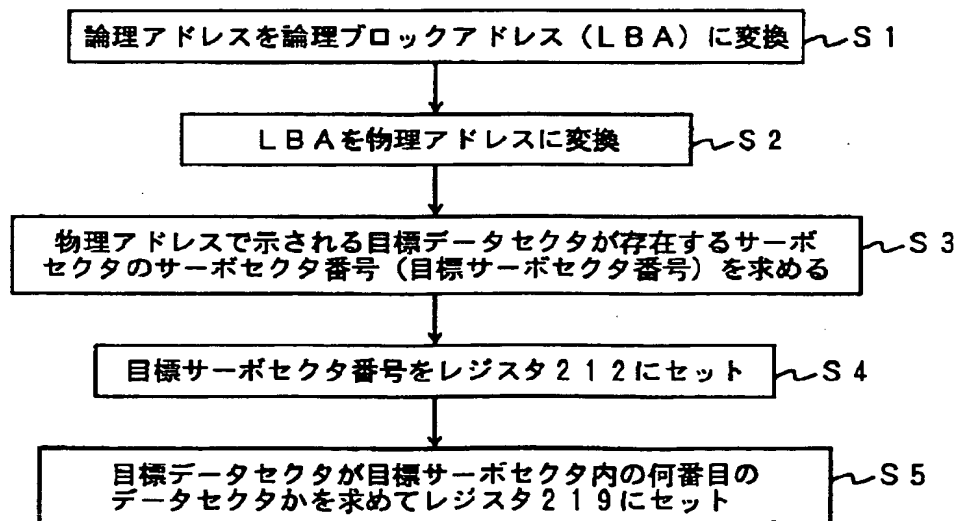 論理アドレスを論理ブロックアドレス（LBA）に変換 S1
LBAを物理アドレスに変換 S2
物理アドレスで示される目標データセクタが存在するサーボ S3
セクタのサーボセクタ番号（目標サーボセクタ番号）を求める
目標サーボセクタ番号をレジスタ212にセット S4
目標データセクタが目標サーボセクタ内の何番目の S5
データセクタかを求めてレジスタ219にセット